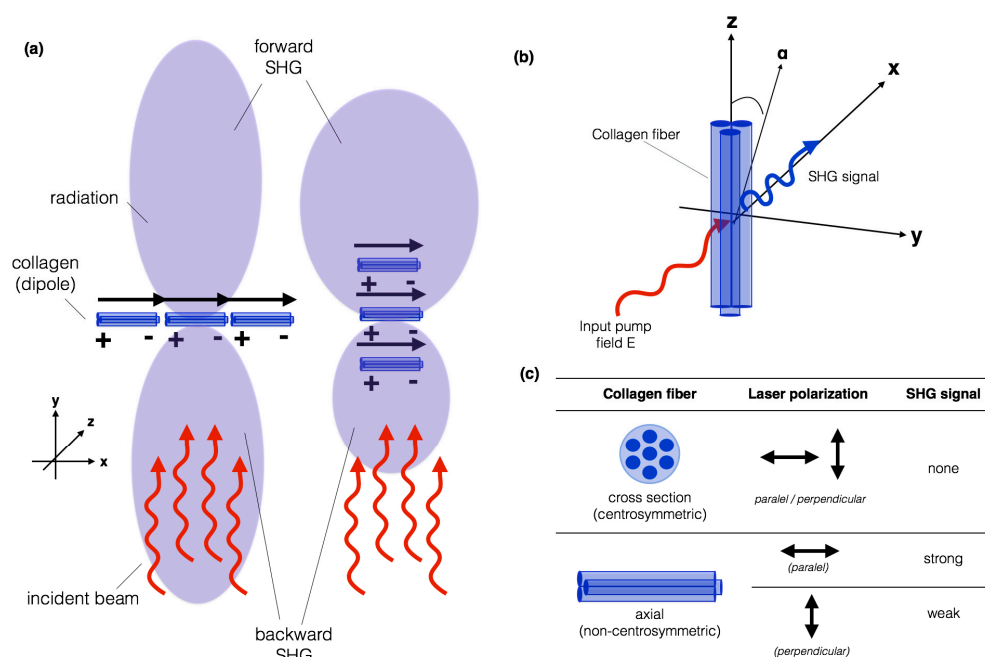 (a)
forward
SHG
radiation
collagen
(dipole)
+ - + - + -
+ -
+ -
+ -
y
z
x
incident beam
backward
SHG
(b)
z
α
x
Collagen fiber
SHG signal
y
Input pump
field E
(c)
Collagen fiber Laser polarization SHG signal
cross section
(centrosymmetric)
paralel / perpendicular
none
(paralel)
strong
axial
(non-centrosymmetric)
weak
(perpendicular)